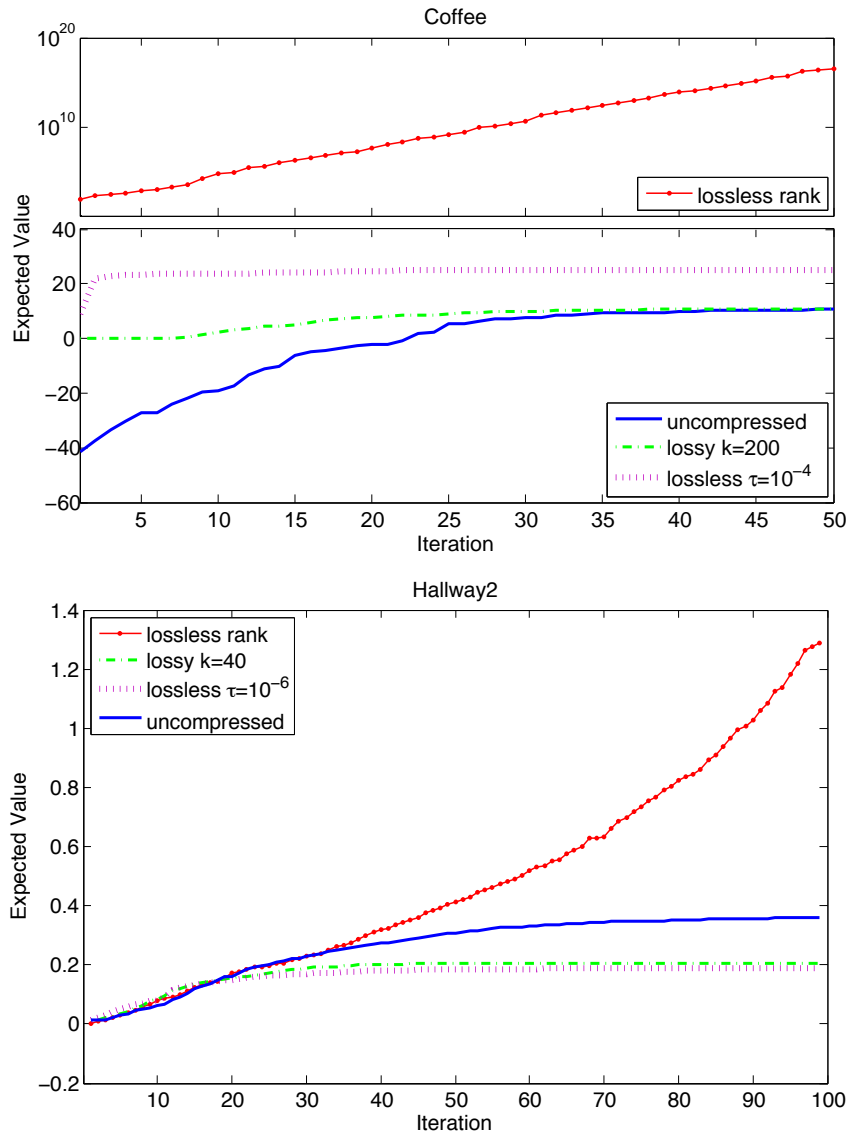 Coffee
10^20
10^10
lossless rank
Expected Value
40
20
0
−20
−40
−60
uncompressed
lossy k=200
lossless τ=10^−4
5 10 15 20 25 30 35 40 45 50
Iteration
Hallway2
1.4
1.2
1
0.8
0.6
0.4
0.2
0
−0.2
lossless rank
lossy k=40
lossless τ=10^−6
uncompressed
Expected Value
10 20 30 40 50 60 70 80 90 100
Iteration